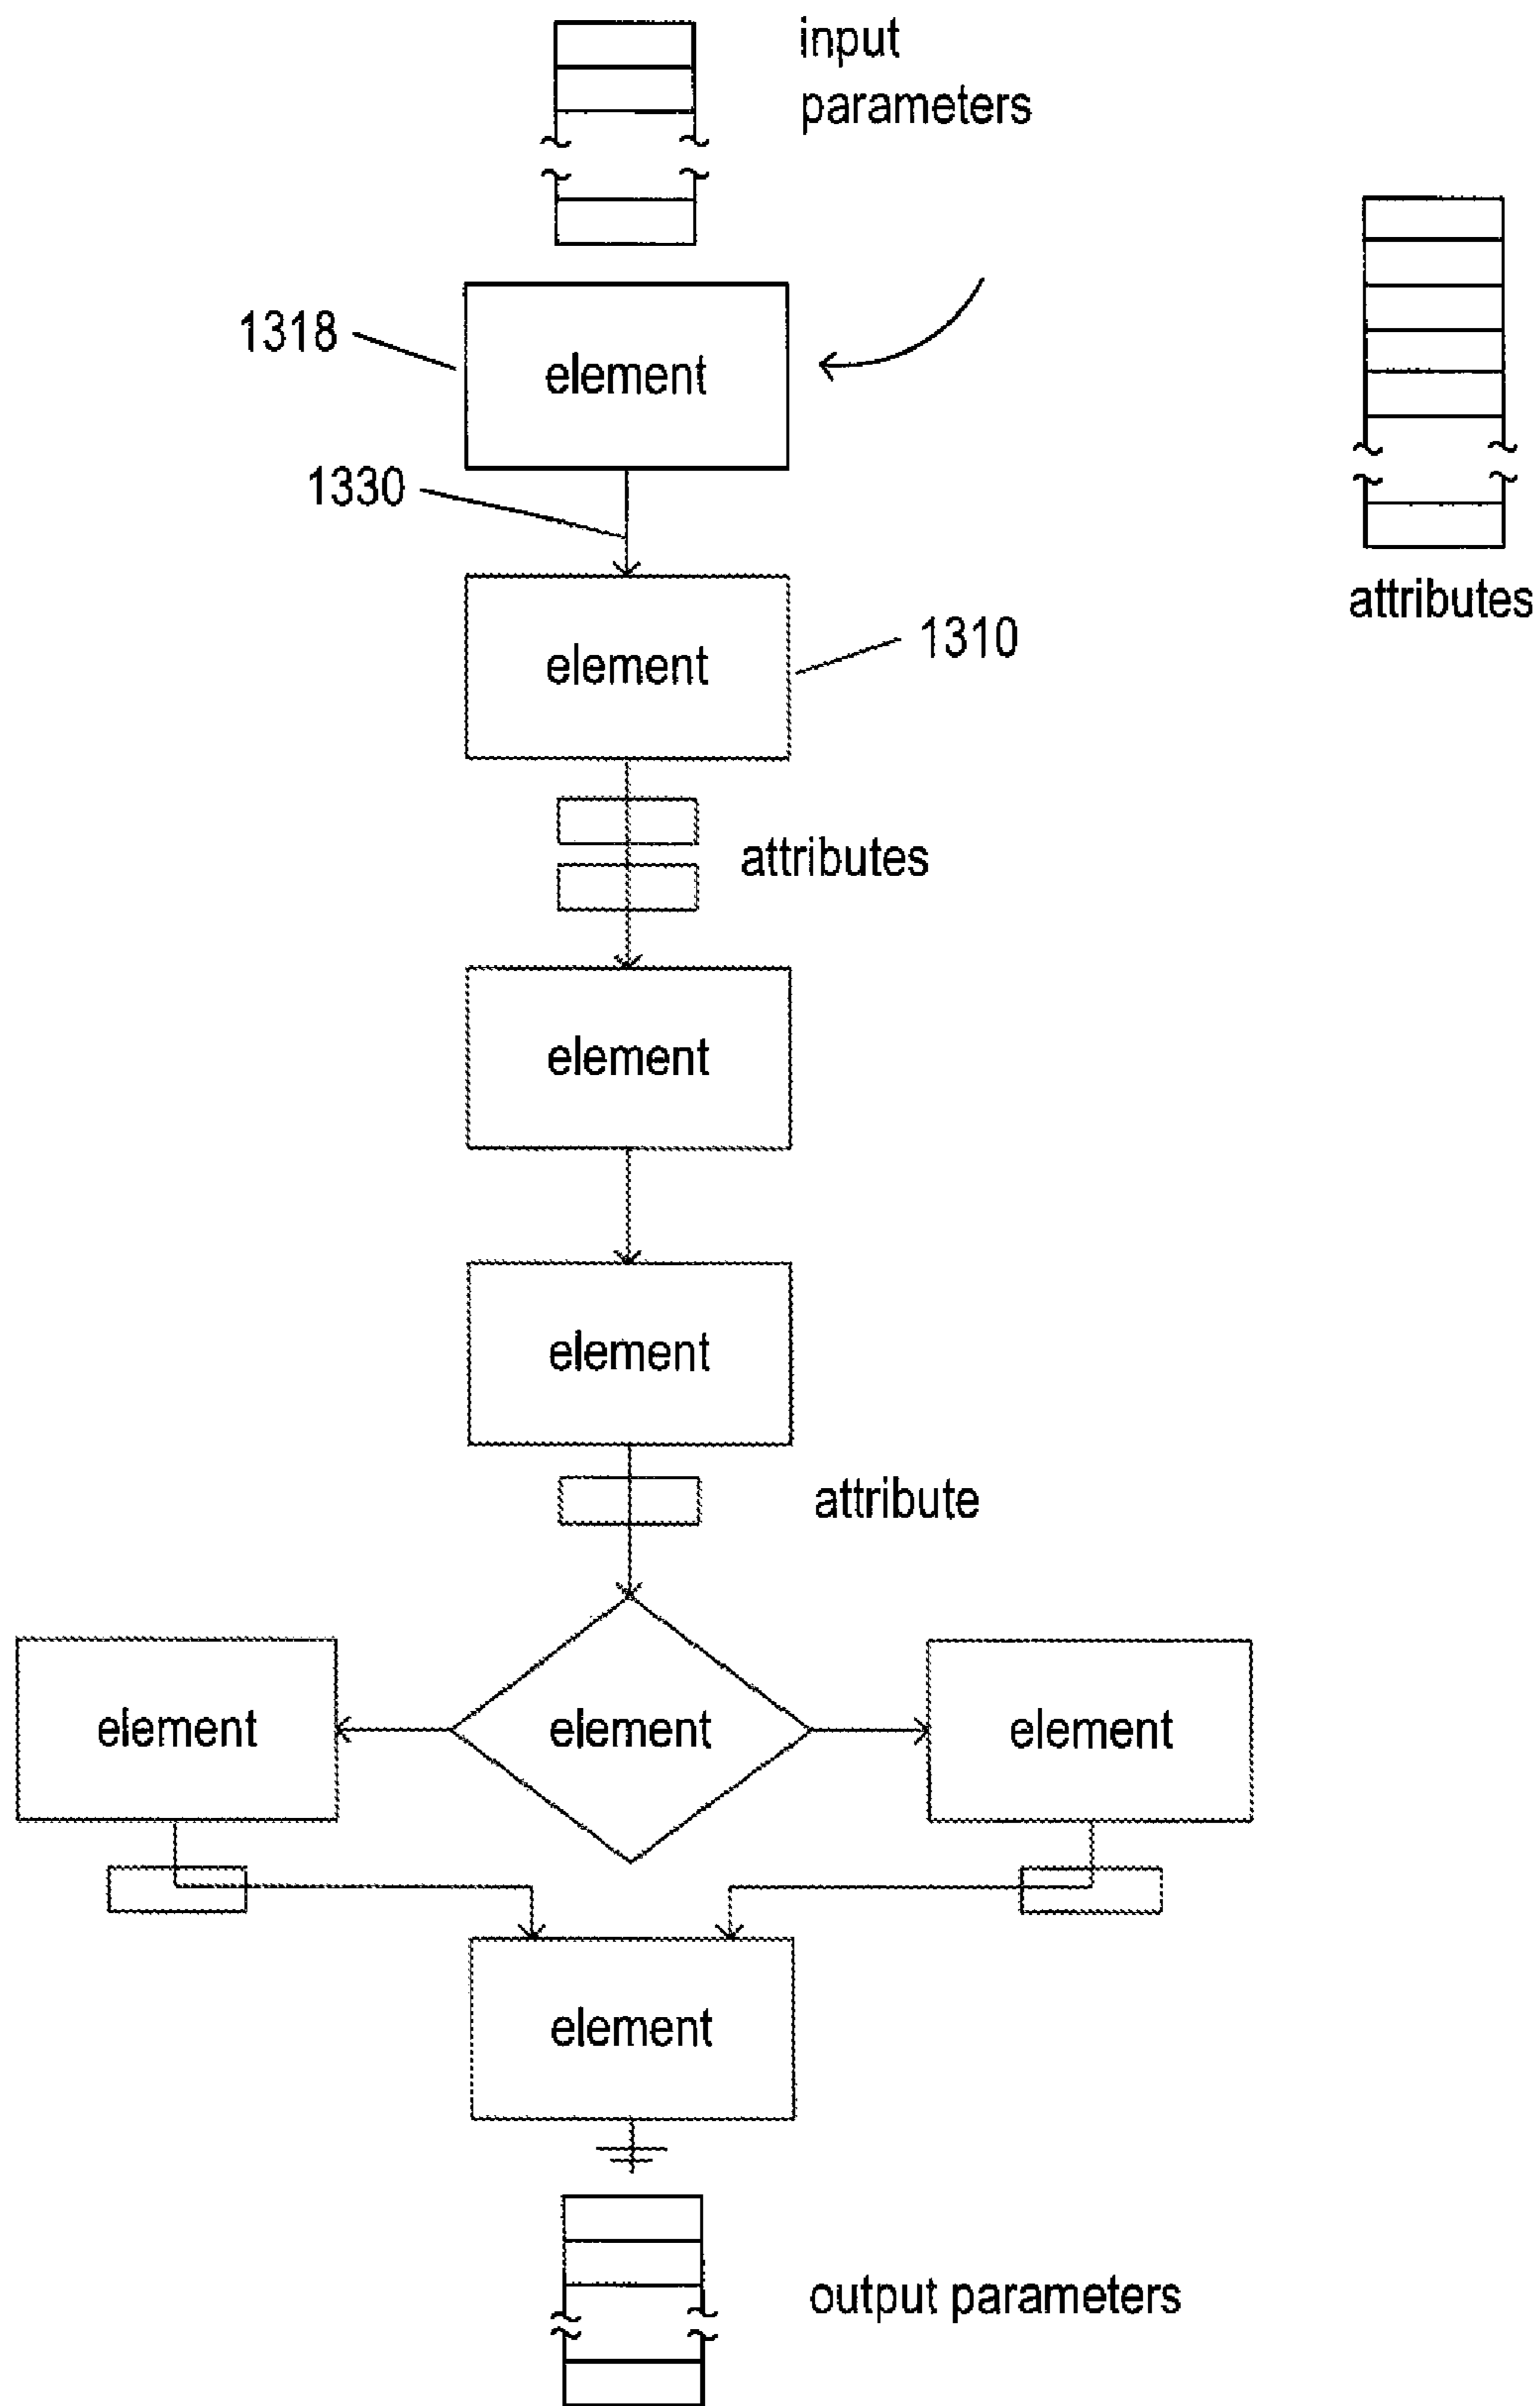 input
parameters
1318
element
1330
attributes
element
1310
attributes
element
element
attribute
element
element
element
element
output parameters